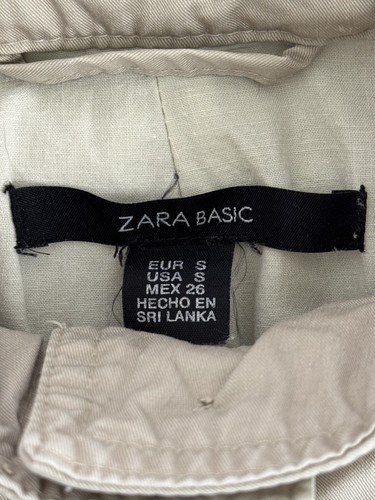 ZARA BASIC
EUR S
USA S
MEX 26
HECHO EN
SRI LANKA